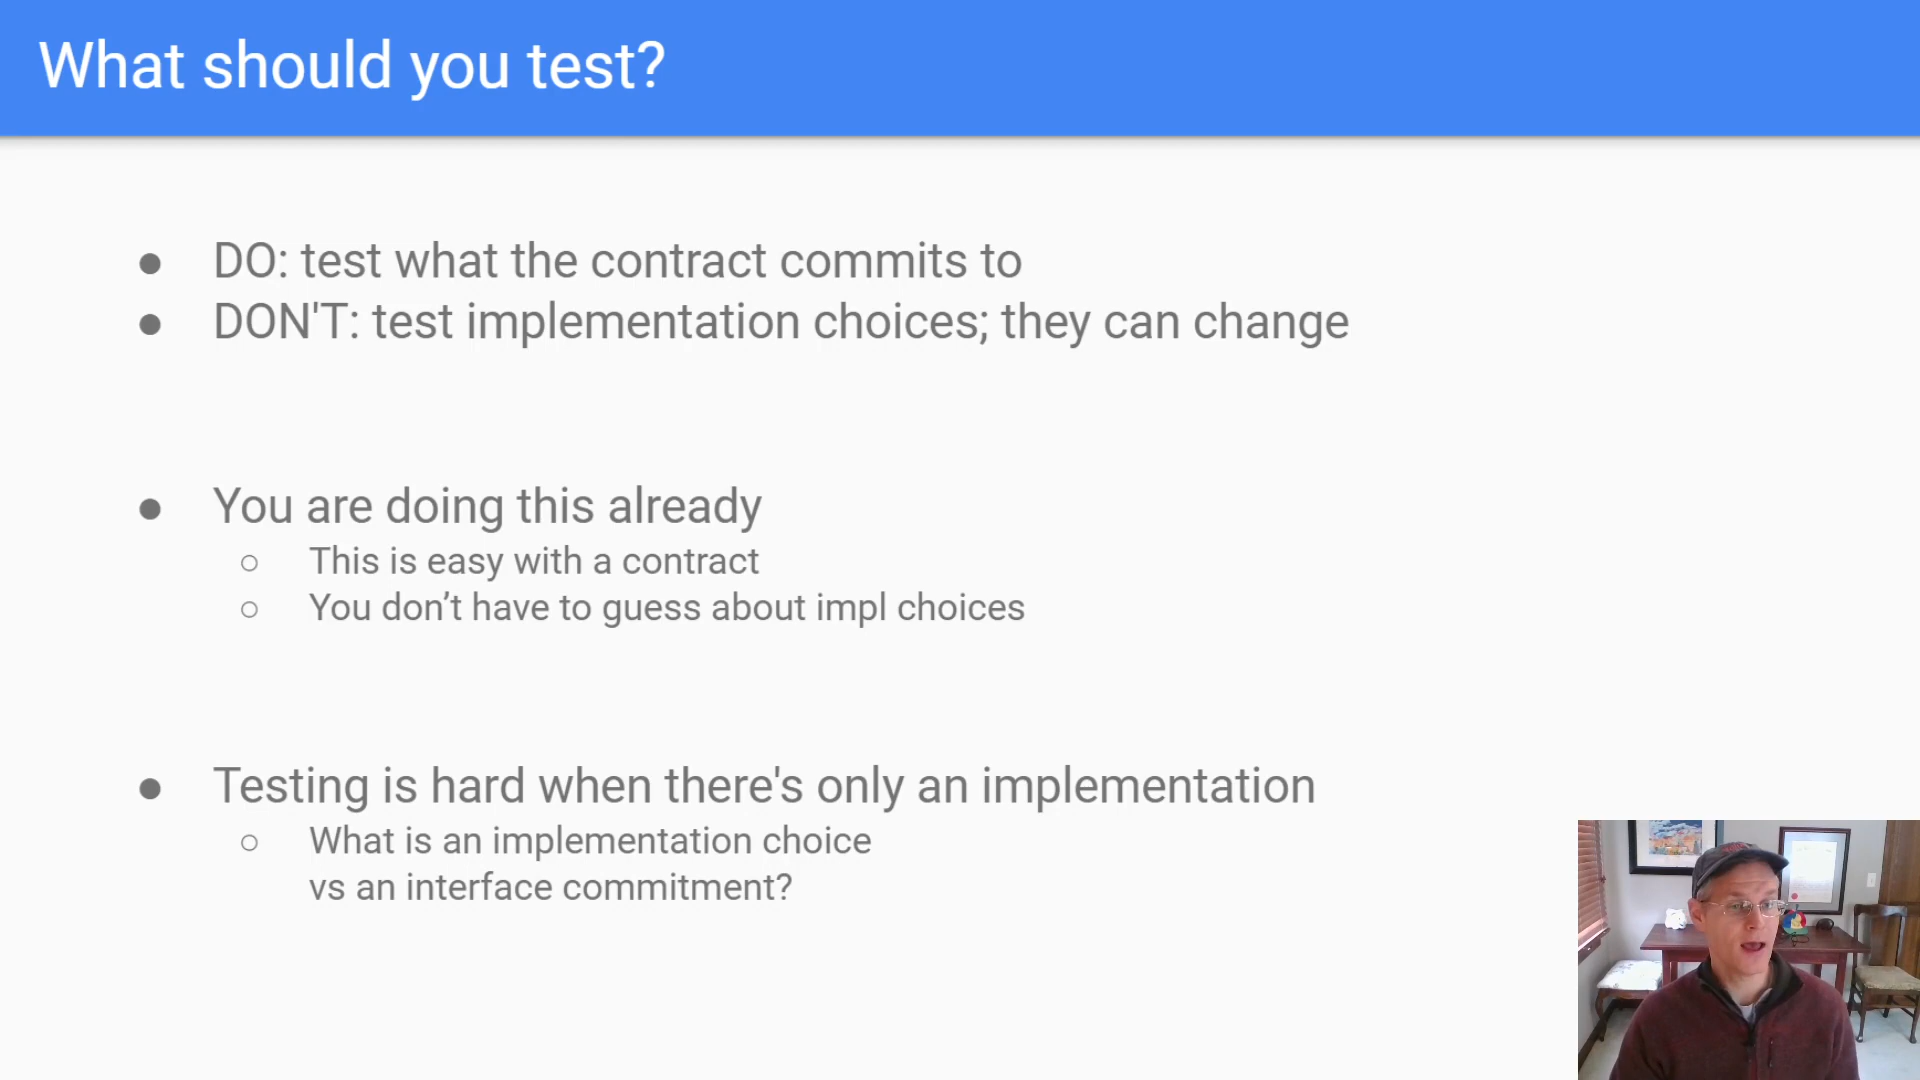 What should you test?
● DO: test what the contract commits to
● DON'T: test implementation choices; they can change
● You are doing this already
○ This is easy with a contract
○ You don’t have to guess about impl choices
● Testing is hard when there's only an implementation
○ What is an implementation choice
vs an interface commitment?